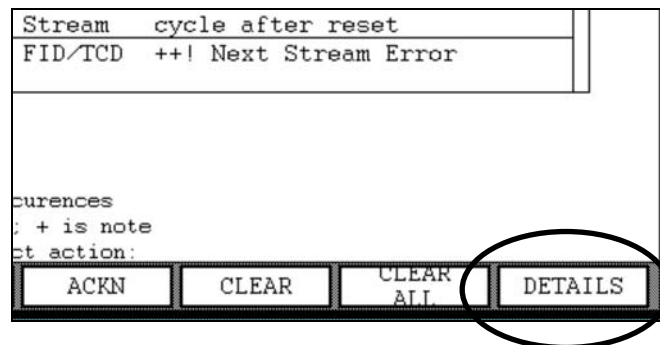 Stream cycle after reset
FID/TCD ++! Next Stream Error
curences
; + is note
ct action:
ACKN CLEAR CLEAR ALL DETAILS